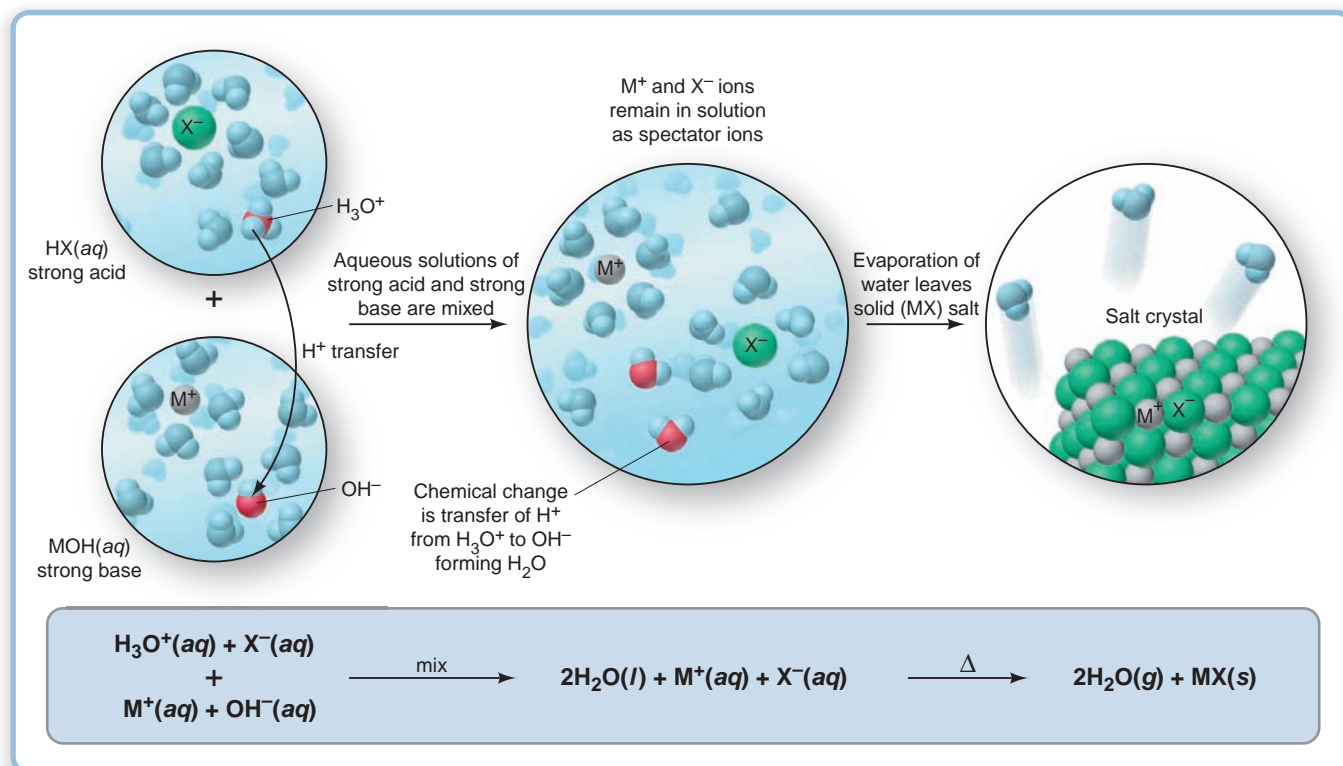 X⁻
H₃O⁺
HX(aq)
strong acid
+
H⁺ transfer
M⁺
OH⁻
MOH(aq)
strong base
Aqueous solutions of
strong acid and strong
base are mixed
M⁺ and X⁻ ions
remain in solution
as spectator ions
M⁺
X⁻
Chemical change
is transfer of H⁺
from H₃O⁺ to OH⁻
forming H₂O
Evaporation of
water leaves
solid (MX) salt
Salt crystal
M⁺ X⁻
H₃O⁺(aq) + X⁻(aq)
+
M⁺(aq) + OH⁻(aq)
mix
2H₂O(l) + M⁺(aq) + X⁻(aq)
Δ
2H₂O(g) + MX(s)